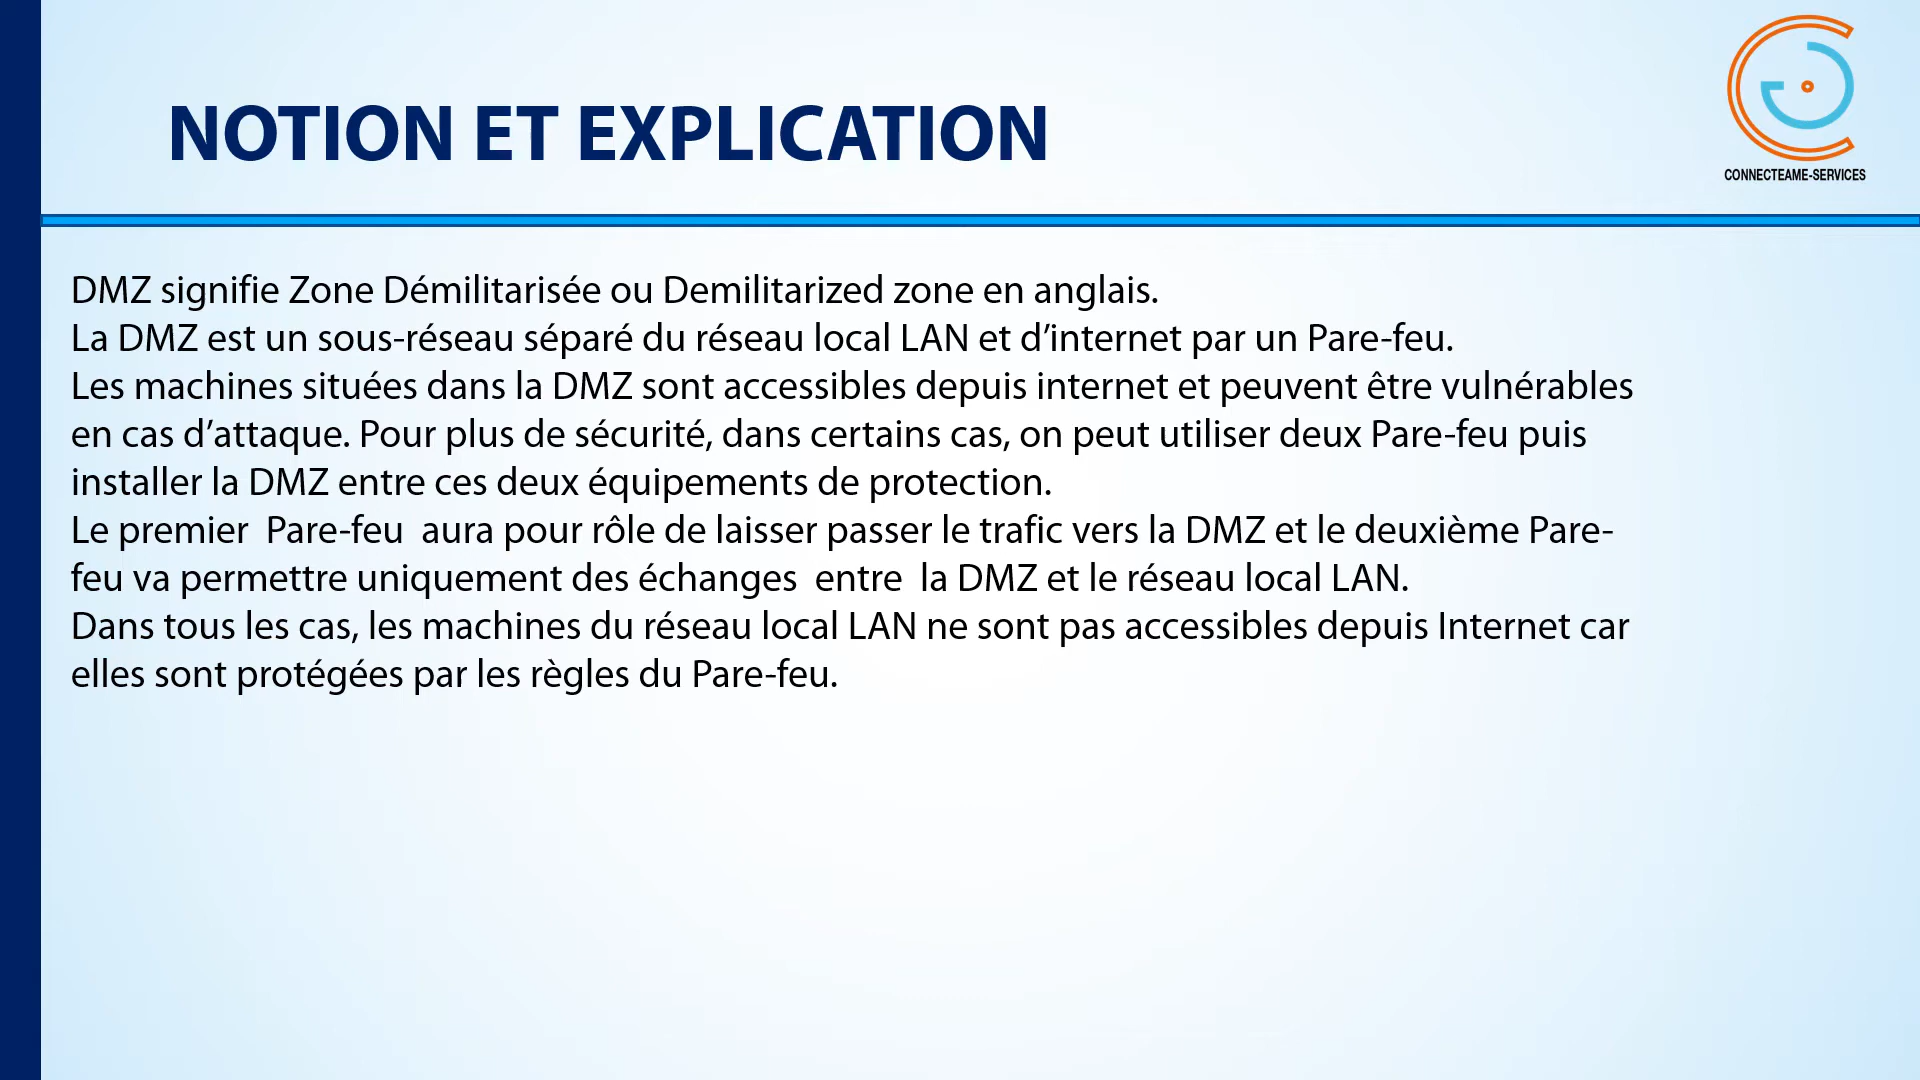 NOTION ET EXPLICATION
CONNECTEAME-SERVICES
DMZ signifie Zone Démilitarisée ou Demilitarized zone en anglais.
La DMZ est un sous-réseau séparé du réseau local LAN et d’internet par un Pare-feu.
Les machines situées dans la DMZ sont accessibles depuis internet et peuvent être vulnérables
en cas d’attaque. Pour plus de sécurité, dans certains cas, on peut utiliser deux Pare-feu puis
installer la DMZ entre ces deux équipements de protection.
Le premier  Pare-feu  aura pour rôle de laisser passer le trafic vers la DMZ et le deuxième Pare-
feu va permettre uniquement des échanges  entre  la DMZ et le réseau local LAN.
Dans tous les cas, les machines du réseau local LAN ne sont pas accessibles depuis Internet car
elles sont protégées par les règles du Pare-feu.